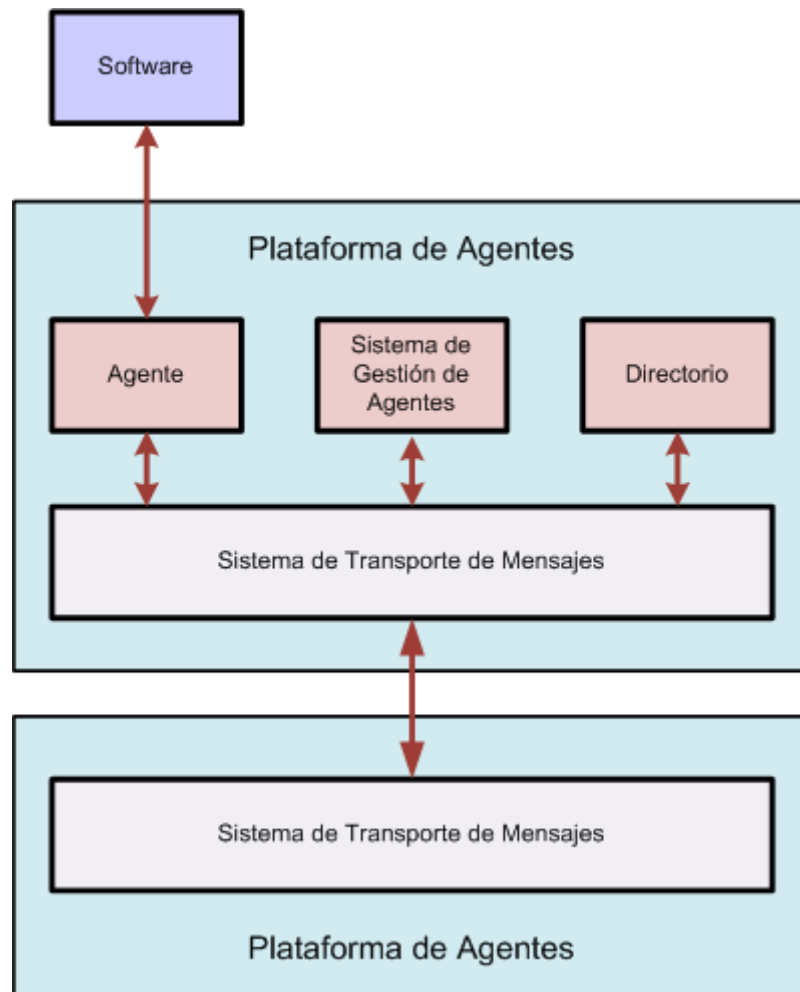 Software
Plataforma de Agentes
Agente
Sistema de
Gestión de
Agentes
Directorio
Sistema de Transporte de Mensajes
Sistema de Transporte de Mensajes
Plataforma de Agentes